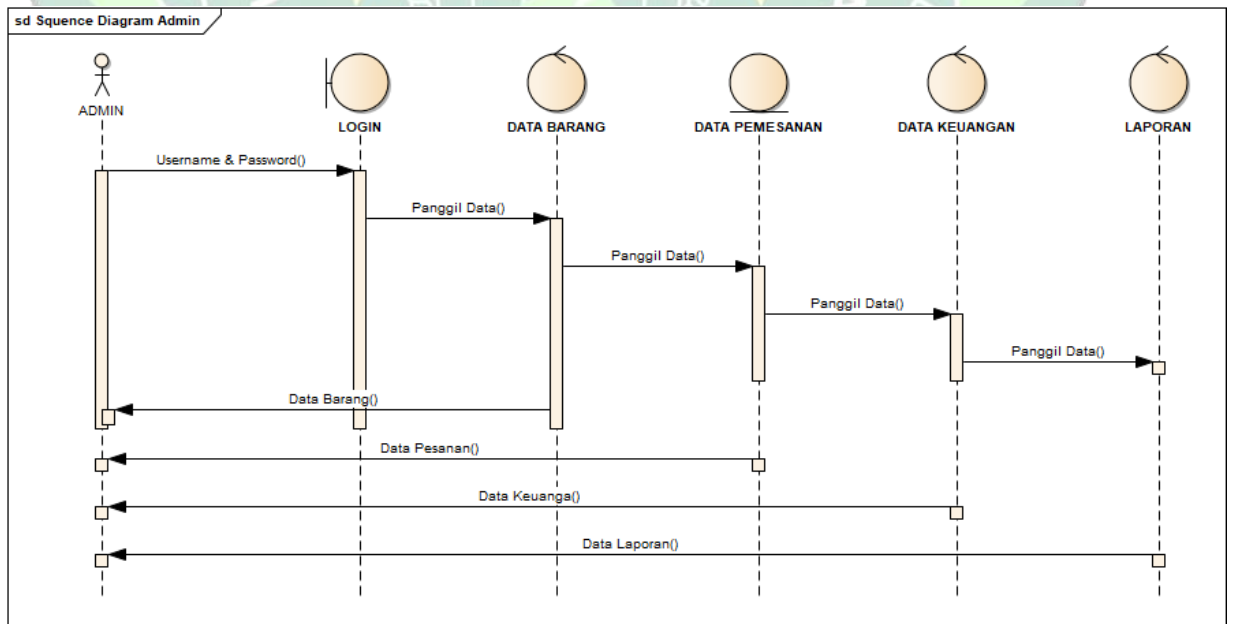 sd Squence Diagram Admin
ADMIN
LOGIN
DATA BARANG
DATA PEMESANAN
DATA KEUANGAN
LAPORAN
Username & Password()
Panggil Data()
Panggil Data()
Panggil Data()
Panggil Data()
Data Barang()
Data Pesanan()
Data Keuanga()
Data Laporan()